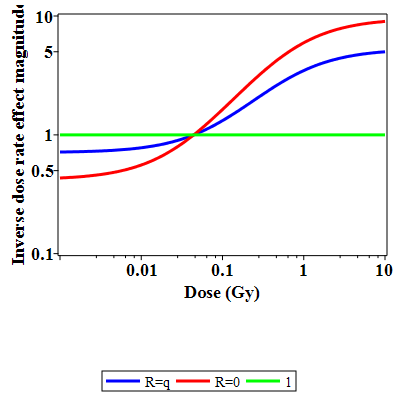 Inverse dose rate effect magnitude
10
5
1
0.5
0.1
0.01 0.1 1 10
Dose (Gy)
R=q R=0 1